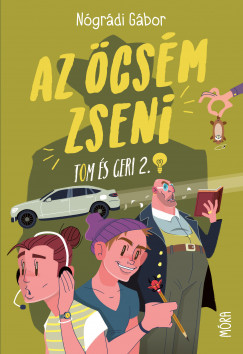 Nógrádi Gábor
AZ ÖCSÉM
ZSENI
TOM ÉS GERI 2.
MÓRA